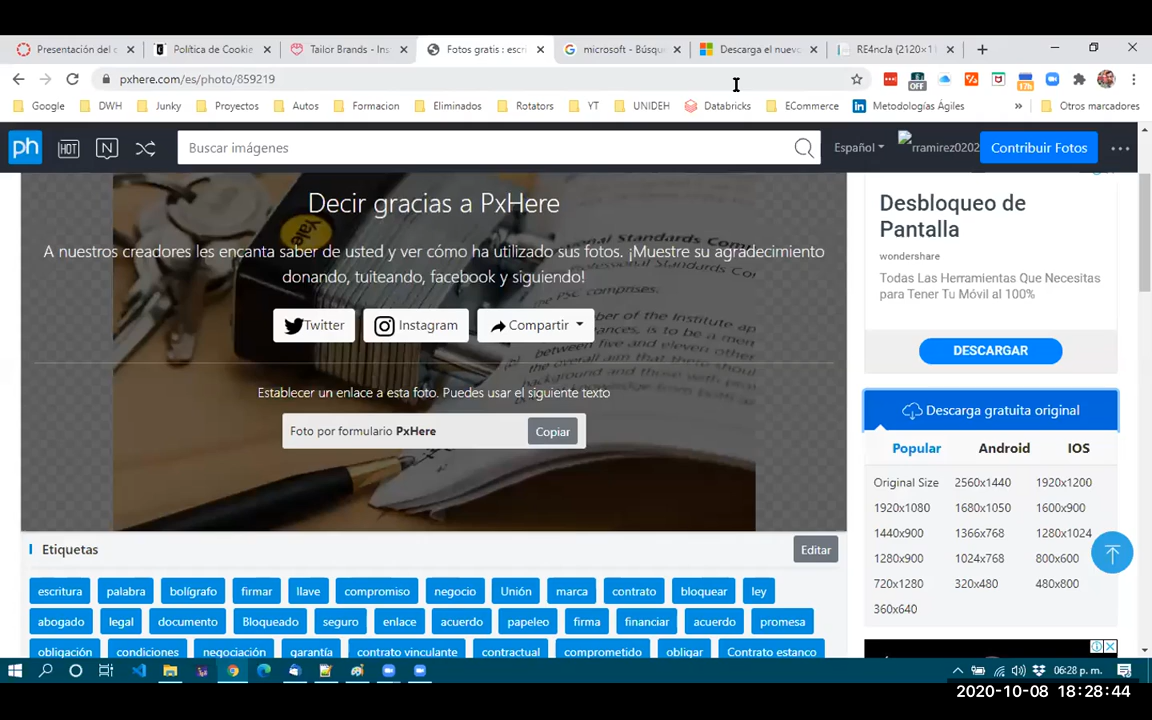 Presentación del c
Política de Cookie
Tailor Brands - Ins
Fotos gratis : escri
microsoft - Búsqu
Descarga el nuevo
RE4ncJa (2120×1
pxhere.com/es/photo/859219
OFF
17h
Google
DWH
Junky
Proyectos
Autos
Formacion
Eliminados
Rotators
YT
UNIDEH
Databricks
ECommerce
Metodologías Ágiles
»
Otros marcadores
ph
HOT
N
Buscar imágenes
Español
rramirez0202
Contribuir Fotos
Decir gracias a PxHere
A nuestros creadores les encanta saber de usted y ver cómo ha utilizado sus fotos. ¡Muestre su agradecimiento
donando, tuiteando, facebook y siguiendo!
Twitter
Instagram
Compartir
Establecer un enlace a esta foto. Puedes usar el siguiente texto
Foto por formulario PxHere
Copiar
Yale
Desbloqueo de
Pantalla
wondershare
Todas Las Herramientas Que Necesitas
para Tener Tu Móvil al 100%
DESCARGAR
Descarga gratuita original
Popular Android IOS
Original Size 2560x1440 1920x1200
1920x1080 1680x1050 1600x900
1440x900 1366x768 1280x1024
1280x900 1024x768 800x600
720x1280 320x480 480x800
360x640
Etiquetas
Editar
escritura palabra bolígrafo firmar llave compromiso negocio Unión marca contrato bloquear ley
abogado legal documento Bloqueado seguro enlace acuerdo papeleo firma financiar acuerdo promesa
obligación condiciones negociación garantía contrato vinculante contractual comprometido obligar Contrato estanco
06:28 p. m.
2020-10-08 18:28:44